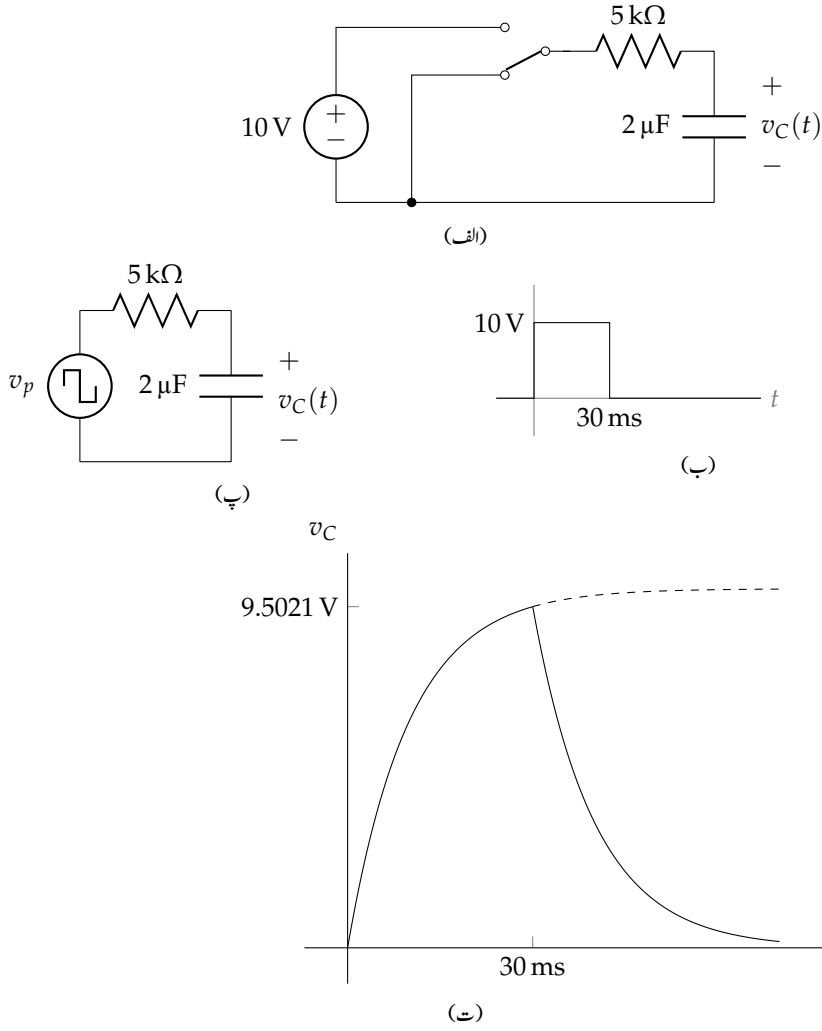 5 kΩ
10 V
+
−
2 µF
+
v_C(t)
−
(الف)
5 kΩ
v_p
2 µF
+
v_C(t)
−
(پ)
10 V
30 ms
t
(ب)
v_C
9.5021 V
30 ms
(ت)